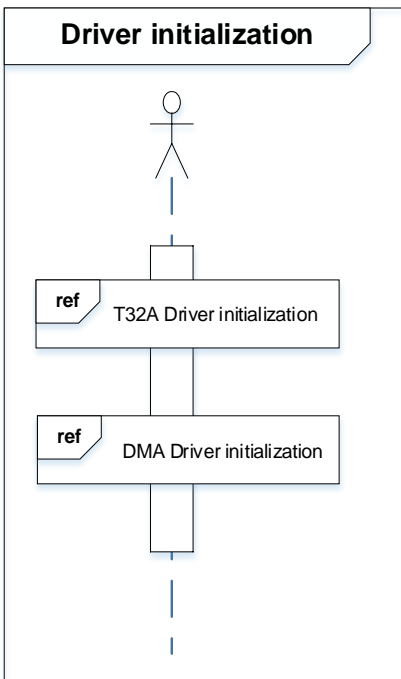 Driver initialization
ref
T32A Driver initialization
ref
DMA Driver initialization